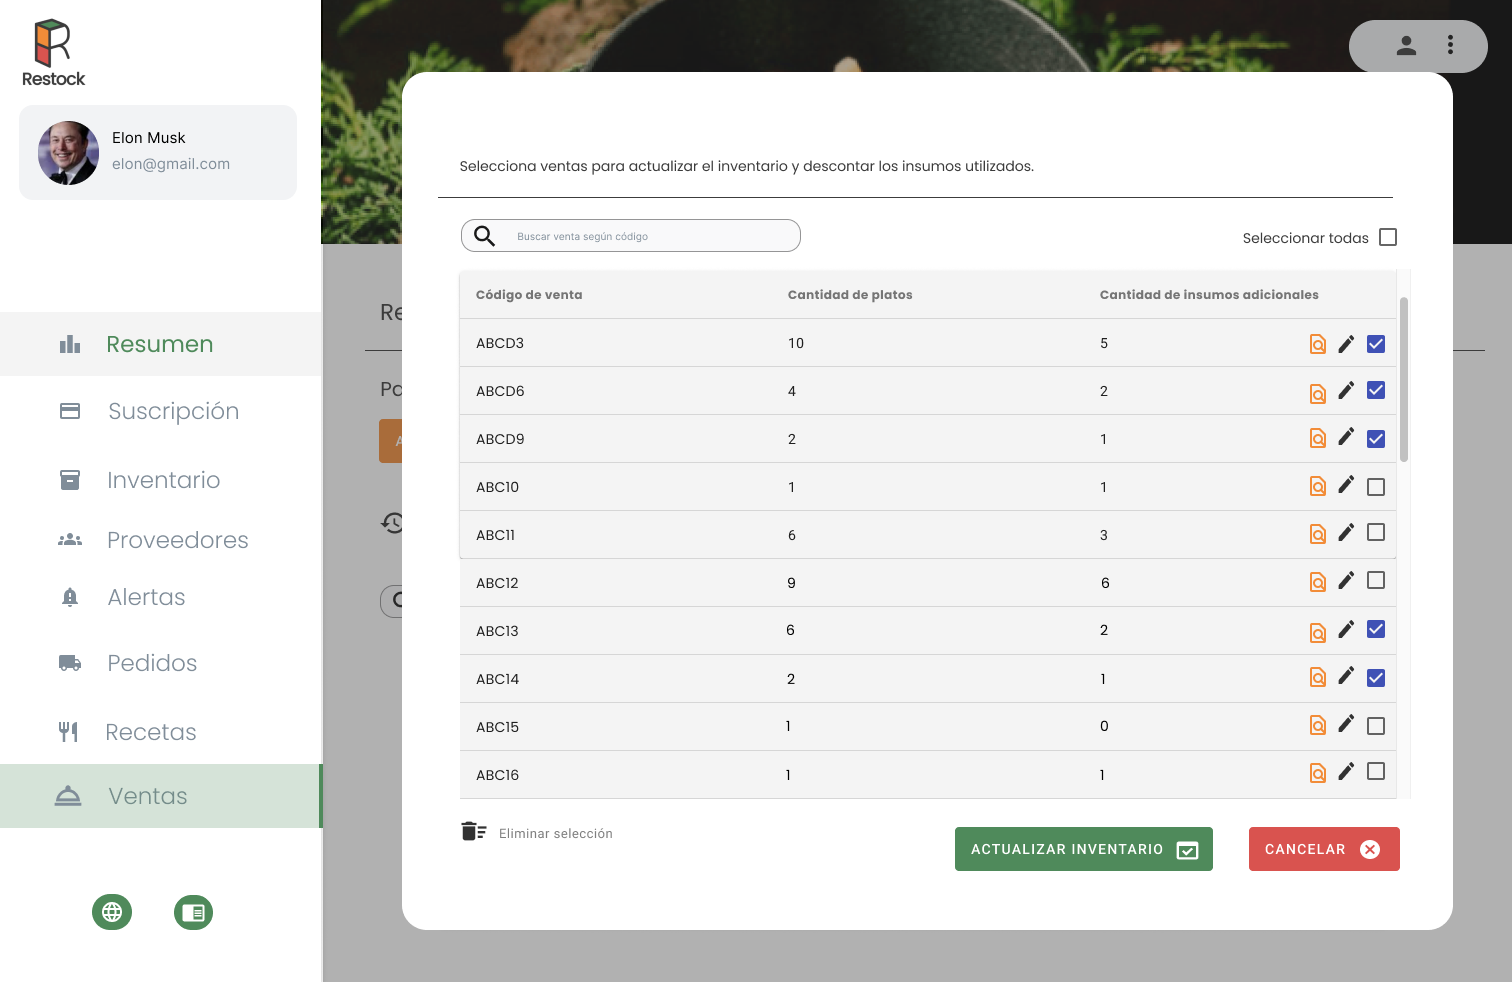 Restock
Elon Musk
elon@gmail.com
Resumen
Suscripción
Inventario
Proveedores
Alertas
Pedidos
Recetas
Ventas
Selecciona ventas para actualizar el inventario y descontar los insumos utilizados.
Buscar venta según código
Seleccionar todas
Código de venta Cantidad de platos Cantidad de insumos adicionales
ABCD3 10 5
ABCD6 4 2
ABCD9 2 1
ABC10 1 1
ABC11 6 3
ABC12 9 6
ABC13 6 2
ABC14 2 1
ABC15 1 0
ABC16 1 1
Eliminar selección
ACTUALIZAR INVENTARIO
CANCELAR